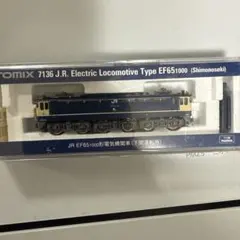 TOMIX 7136 J.R. Electric Locomotive Type EF651000 (Shimonoseki)
JR EF651000形電気機関車(下関運転所)